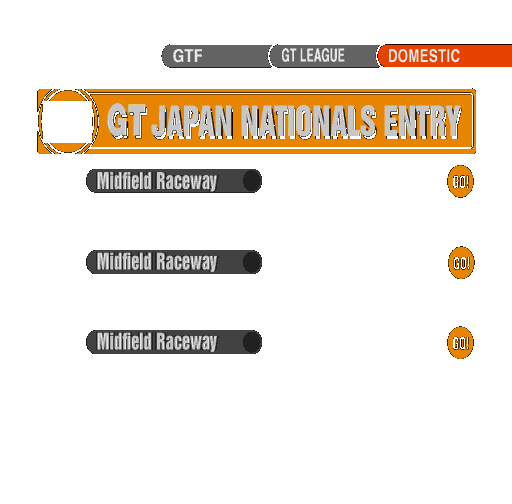 GTF GT LEAGUE DOMESTIC
GT JAPAN NATIONALS ENTRY
Midfield Raceway GO!
Midfield Raceway GO!
Midfield Raceway GO!